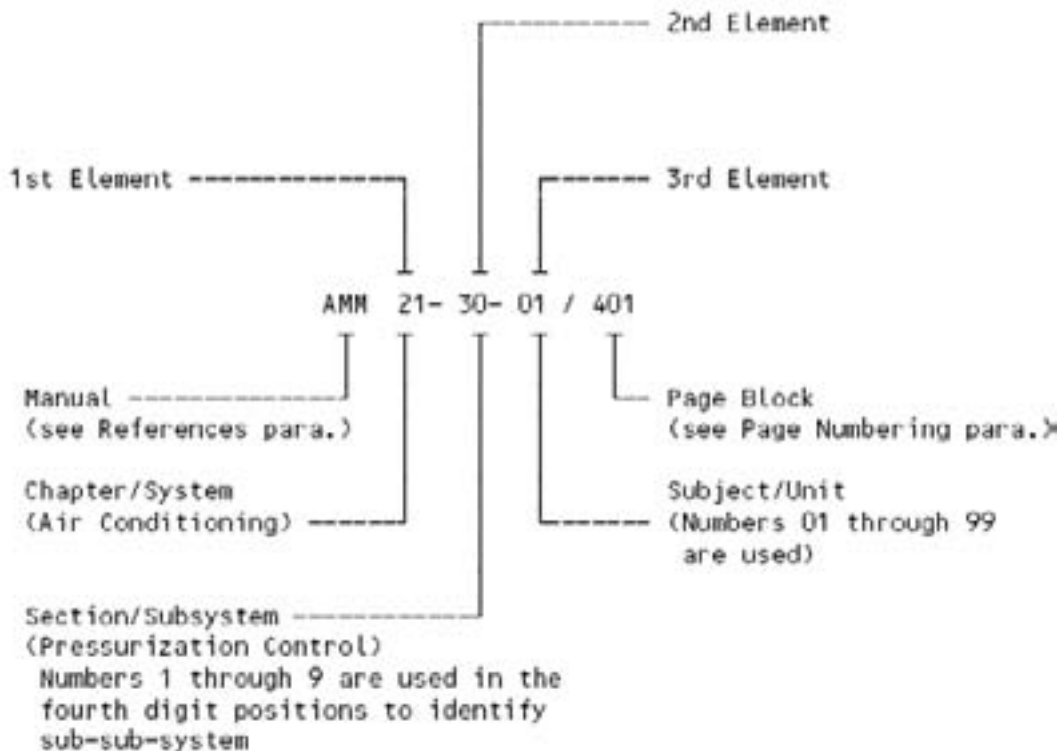 2nd Element
1st Element
3rd Element
AMM 21- 30- 01 / 401
Manual
(see References para.)
Page Block
(see Page Numbering para.)*
Chapter/System
(Air Conditioning)
Subject/Unit
(Numbers 01 through 99
are used)
Section/Subsystem
(Pressurization Control)
Numbers 1 through 9 are used in the
fourth digit positions to identify
sub-sub-system